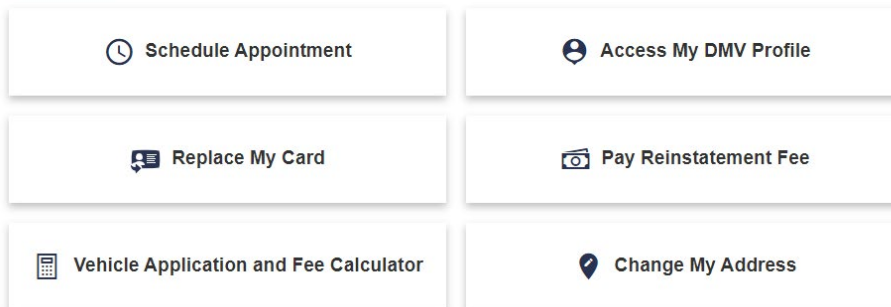 Schedule Appointment
Access My DMV Profile
Replace My Card
Pay Reinstatement Fee
Vehicle Application and Fee Calculator
Change My Address